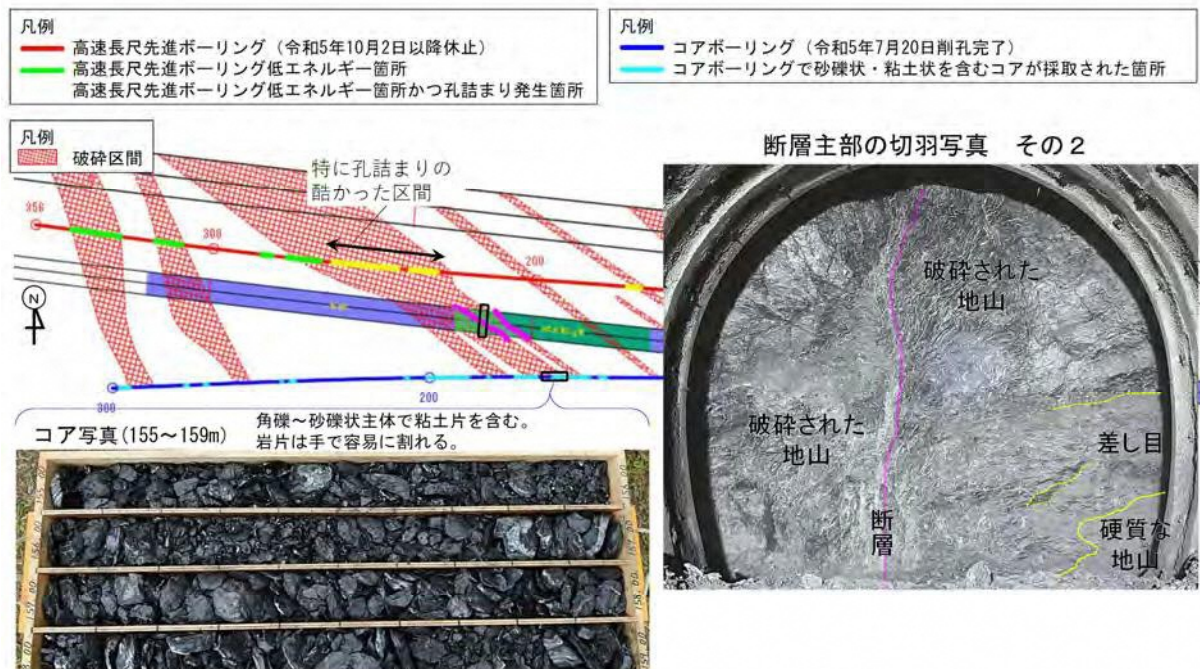 凡例
高速長尺先進ボーリング（令和5年10月2日以降休止）
高速長尺先進ボーリング低エネルギー箇所
高速長尺先進ボーリング低エネルギー箇所かつ孔詰まり発生箇所
凡例
コアボーリング（令和5年7月20日削孔完了）
コアボーリングで砂礫状・粘土状を含むコアが採取された箇所
凡例
破砕区間
特に孔詰まりの
酷かった区間
356
300
200
N
300
200
角礫～砂礫状主体で粘土片を含む。
岩片は手で容易に割れる。
コア写真(155～159m)
断層主部の切羽写真　その２
破砕された
地山
破砕された
地山
差し目
断層
硬質な
地山